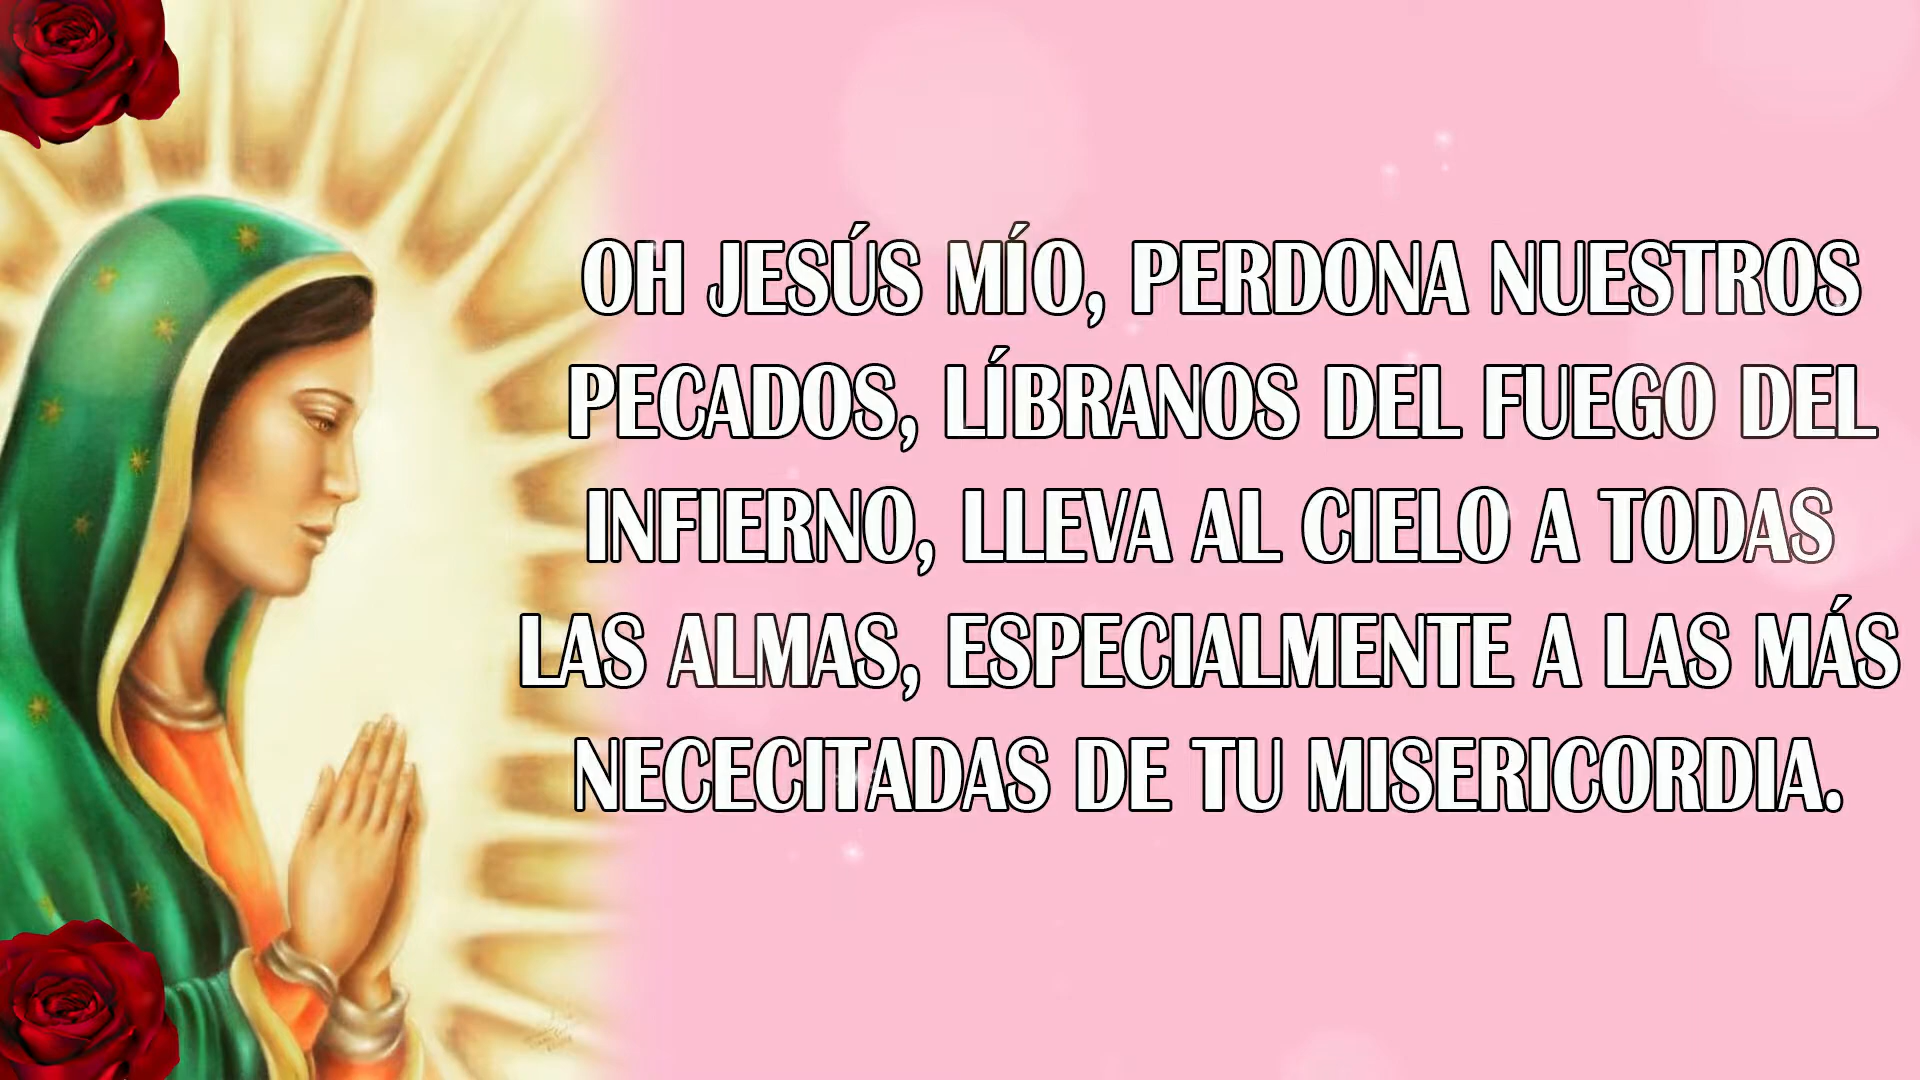 OH JESÚS MÍO, PERDONA NUESTROS
PECADOS, LÍBRANOS DEL FUEGO DEL
INFIERNO, LLEVA AL CIELO A TODAS
LAS ALMAS, ESPECIALMENTE A LAS MÁS
NECECITADAS DE TU MISERICORDIA.